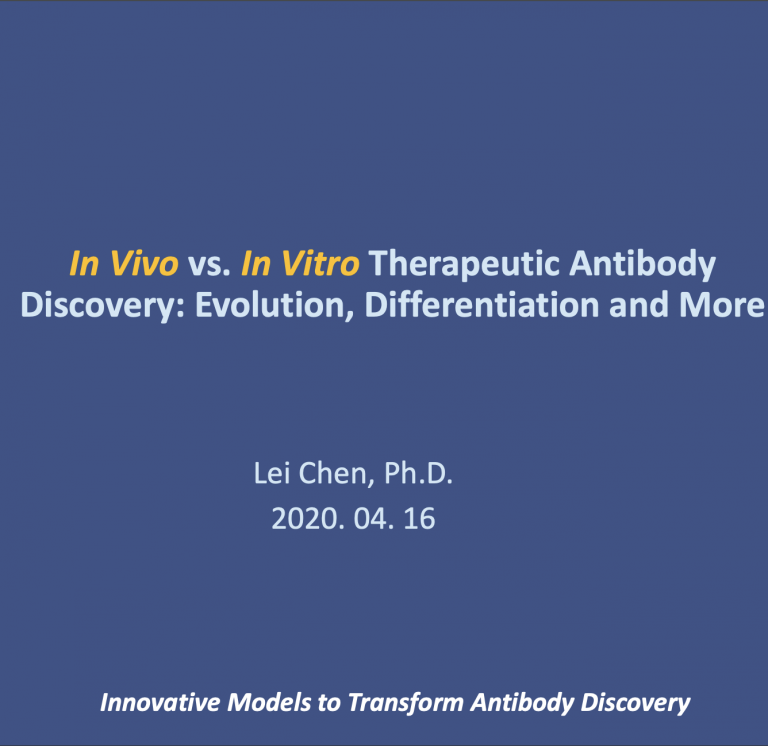 In Vivo vs. In Vitro Therapeutic Antibody
Discovery: Evolution, Differentiation and More
Lei Chen, Ph.D.
2020. 04. 16
Innovative Models to Transform Antibody Discovery